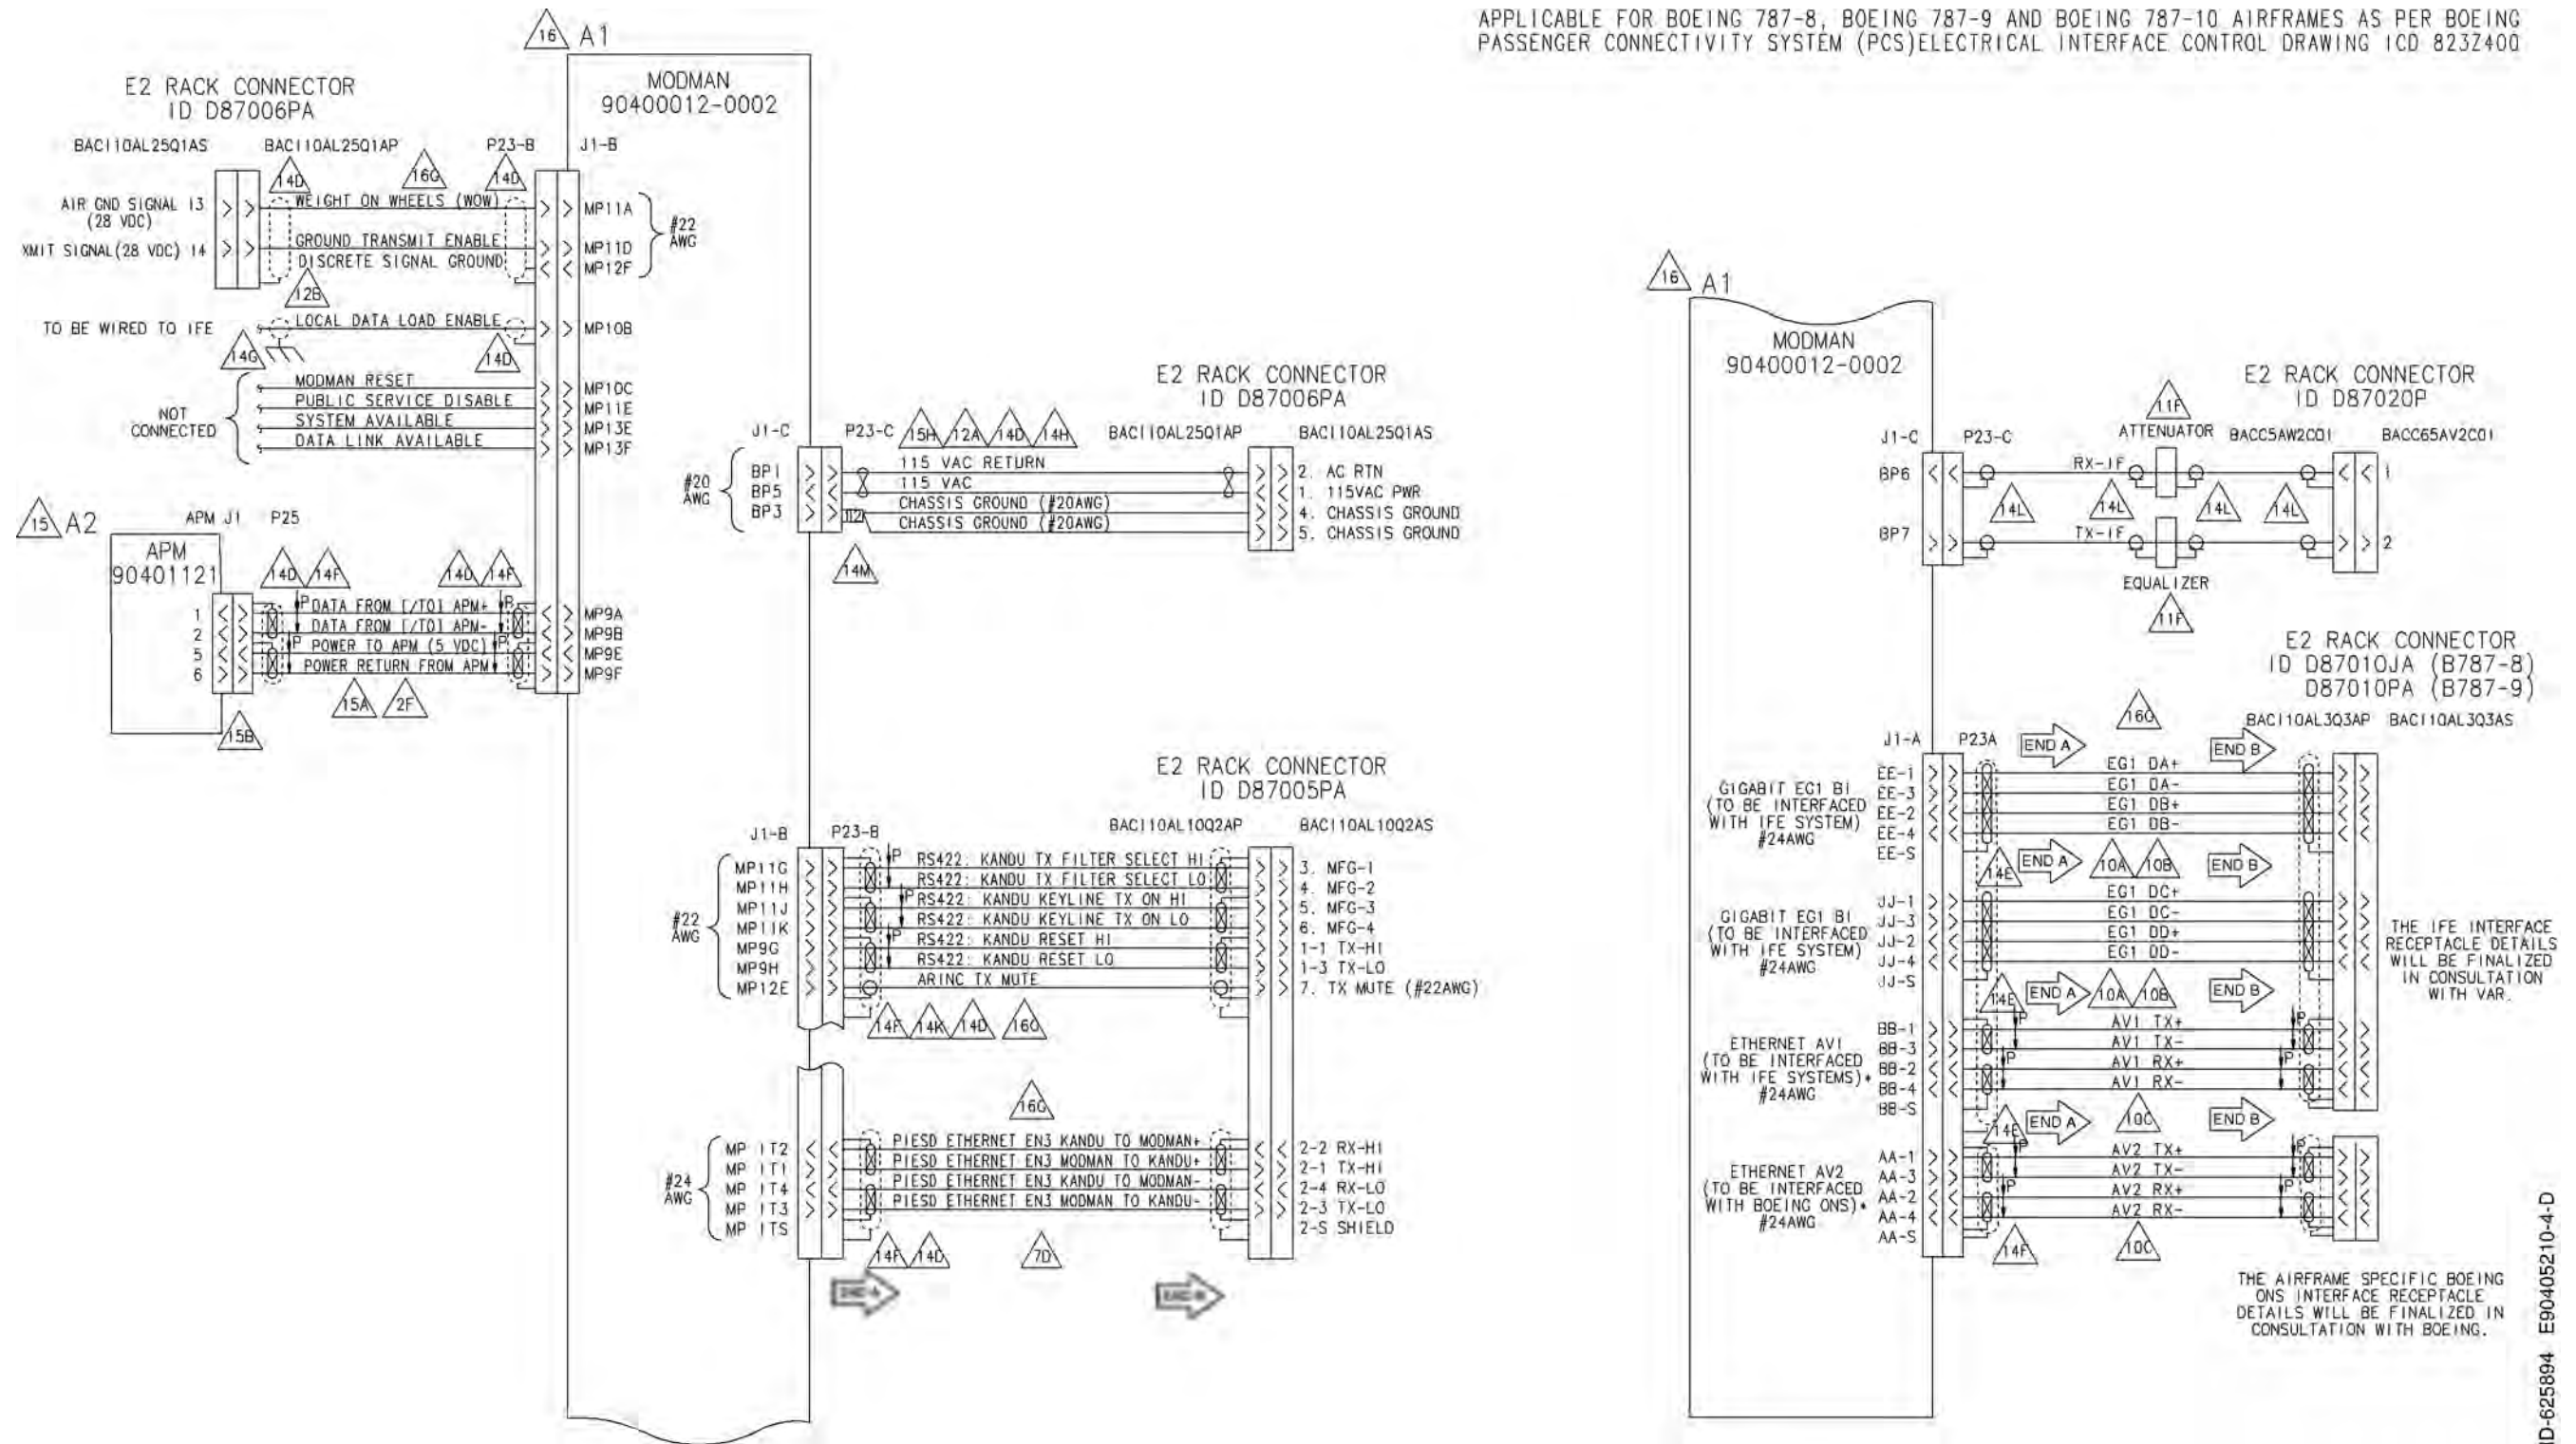 APPLICABLE FOR BOEING 787-8, BOEING 787-9 AND BOEING 787-10 AIRFRAMES AS PER BOEING
PASSENGER CONNECTIVITY SYSTEM (PCS)ELECTRICAL INTERFACE CONTROL DRAWING ICD 823Z400
16 A1
MODMAN
90400012-0002
E2 RACK CONNECTOR
ID D87006PA
BACI10AL25Q1AS BACI10AL25Q1AP P23-B J1-B
14D 16G 14D
AIR GND SIGNAL 13
(28 VDC)
WEIGHT ON WHEELS (WOW)
MP11A
XMIT SIGNAL(28 VDC) 14
GROUND TRANSMIT ENABLE
MP11D
DISCRETE SIGNAL GROUND
MP12F
#22
AWG
12B
TO BE WIRED TO IFE
LOCAL DATA LOAD ENABLE
MP10B
14G 14D
NOT
CONNECTED
MODMAN RESET MP10C
PUBLIC SERVICE DISABLE MP11E
SYSTEM AVAILABLE MP13E
DATA LINK AVAILABLE MP13F
15 A2
APM J1 P25
APM
90401121
14D 14F 14D 14F
1 P DATA FROM [/TO] APM+ P MP9A
2 DATA FROM [/TO] APM- MP9B
5 P POWER TO APM (5 VDC) P MP9E
6 POWER RETURN FROM APM MP9F
15A 2F
15B
E2 RACK CONNECTOR
ID D87006PA
J1-C P23-C 15H 12A 14D 14H BACI10AL25Q1AP BACI10AL25Q1AS
#20
AWG
BP1 115 VAC RETURN 2. AC RTN
BP5 115 VAC 1. 115VAC PWR
BP3 CHASSIS GROUND (#20AWG) 4. CHASSIS GROUND
CHASSIS GROUND (#20AWG) 5. CHASSIS GROUND
14M
E2 RACK CONNECTOR
ID D87005PA
J1-B P23-B BACI10AL10Q2AP BACI10AL10Q2AS
#22
AWG
MP11G P RS422: KANDU TX FILTER SELECT HI 3. MFG-1
MP11H RS422: KANDU TX FILTER SELECT LO 4. MFG-2
MP11J P RS422: KANDU KEYLINE TX ON HI 5. MFG-3
MP11K RS422: KANDU KEYLINE TX ON LO 6. MFG-4
MP9G P RS422: KANDU RESET HI 1-1 TX-HI
MP9H RS422: KANDU RESET LO 1-3 TX-LO
MP12E ARINC TX MUTE 7. TX MUTE (#22AWG)
14F 14K 14D 16G
16G
#24
AWG
MP 1T2 PIESD ETHERNET EN3 KANDU TO MODMAN+ 2-2 RX-HI
MP 1T1 PIESD ETHERNET EN3 MODMAN TO KANDU+ 2-1 TX-HI
MP 1T4 PIESD ETHERNET EN3 KANDU TO MODMAN- 2-4 RX-LO
MP 1T3 PIESD ETHERNET EN3 MODMAN TO KANDU- 2-3 TX-LO
MP 1TS 2-S SHIELD
14F 14D 7D
END A END B
16 A1
MODMAN
90400012-0002
E2 RACK CONNECTOR
ID D87020P
11F
J1-C P23-C ATTENUATOR BACC5AW2C01 BACC65AV2C01
BP6 RX-IF 1
14L 14L 14L 14L
BP7 TX-IF 2
EQUALIZER
11F
E2 RACK CONNECTOR
ID D87010JA (B787-8)
D87010PA (B787-9)
16G
BACI10AL3Q3AP BACI10AL3Q3AS
J1-A P23A END A END B
GIGABIT EG1 BI
(TO BE INTERFACED
WITH IFE SYSTEM)
#24AWG
EE-1 EG1 DA+
EE-3 EG1 DA-
EE-2 EG1 DB+
EE-4 EG1 DB-
EE-S
14E END A 10A 10B END B
GIGABIT EG1 BI
(TO BE INTERFACED
WITH IFE SYSTEM)
#24AWG
JJ-1 EG1 DC+
JJ-3 EG1 DC-
JJ-2 EG1 DD+
JJ-4 EG1 DD-
JJ-S
THE IFE INTERFACE
RECEPTACLE DETAILS
WILL BE FINALIZED
IN CONSULTATION
WITH VAR.
14E END A 10A 10B END B
ETHERNET AV1
(TO BE INTERFACED
WITH IFE SYSTEMS)*
#24AWG
BB-1 P AV1 TX+ P
BB-3 AV1 TX-
BB-2 P AV1 RX+ P
BB-4 AV1 RX-
BB-S
14E END A 10C END B
ETHERNET AV2
(TO BE INTERFACED
WITH BOEING ONS)*
#24AWG
AA-1 P AV2 TX+ P
AA-3 AV2 TX-
AA-2 P AV2 RX+ P
AA-4 AV2 RX-
AA-S
14F 10C
THE AIRFRAME SPECIFIC BOEING
ONS INTERFACE RECEPTACLE
DETAILS WILL BE FINALIZED IN
CONSULTATION WITH BOEING.
ID-625894 E90405210-4-D